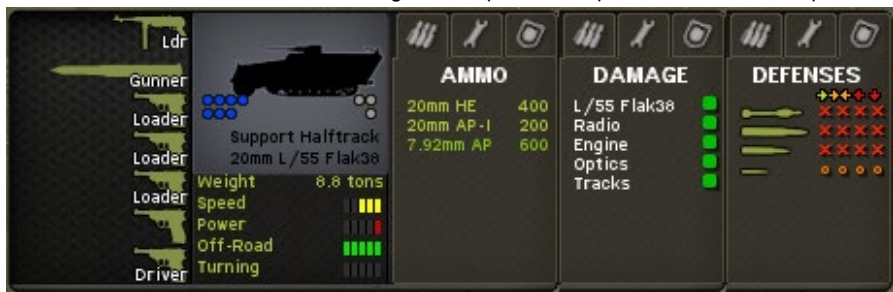 Ldr
Gunner
Loader
Loader
Loader
Driver
Support Halftrack
20mm L/55 Flak38
Weight 8.8 tons
Speed
Power
Off-Road
Turning
AMMO
20mm HE 400
20mm AP-I 200
7.92mm AP 600
DAMAGE
L/55 Flak38
Radio
Engine
Optics
Tracks
DEFENSES